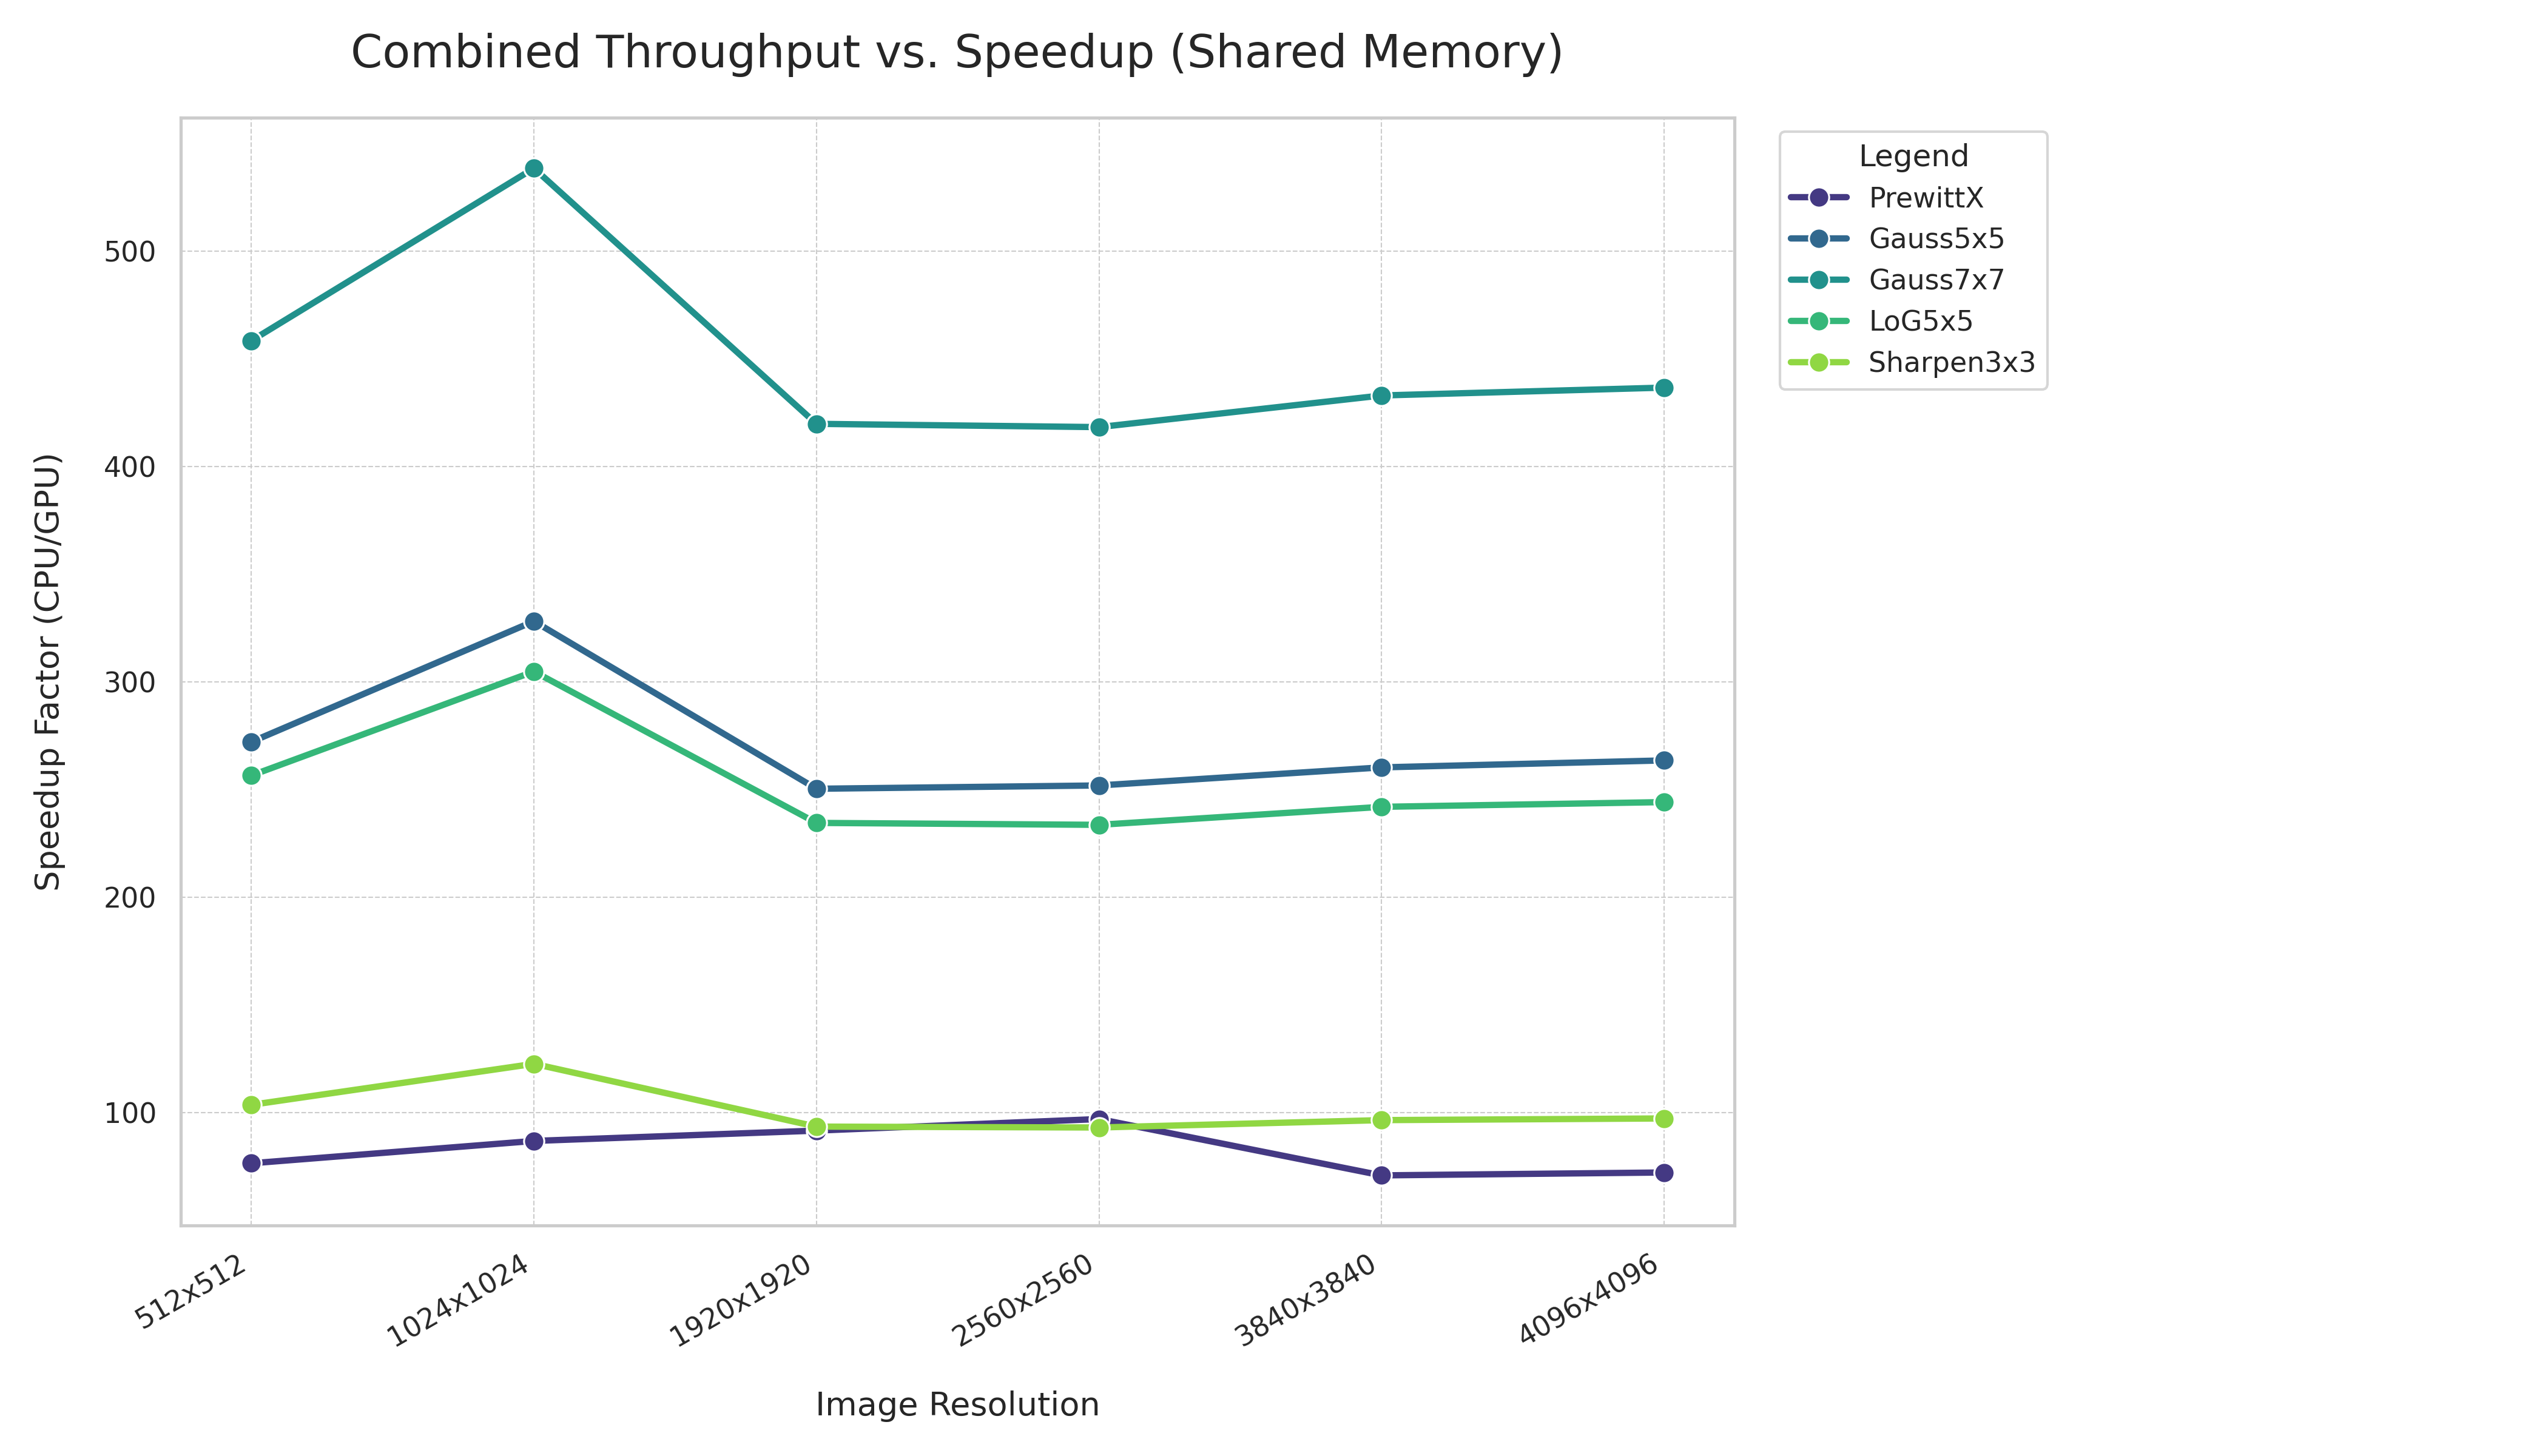 Combined Throughput vs. Speedup (Shared Memory)
Legend
PrewittX
Gauss5x5
Gauss7x7
LoG5x5
Sharpen3x3
Speedup Factor (CPU/GPU)
500
400
300
200
100
512x512
1024x1024
1920x1920
2560x2560
3840x3840
4096x4096
Image Resolution